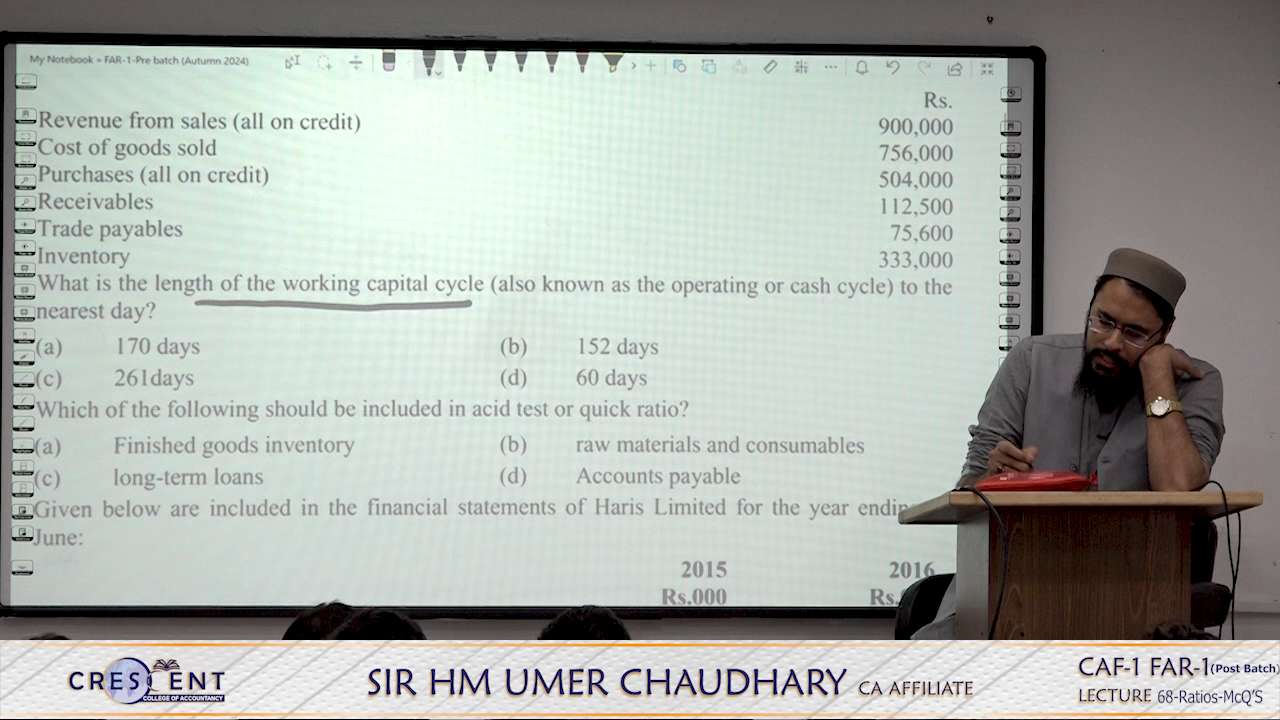 My Notebook » FAR-1-Pre batch (Autumn 2024)
Rs.
Revenue from sales (all on credit) 900,000
Cost of goods sold 756,000
Purchases (all on credit) 504,000
Receivables 112,500
Trade payables 75,600
Inventory 333,000
What is the length of the working capital cycle (also known as the operating or cash cycle) to the
nearest day?
(a) 170 days (b) 152 days
(c) 261days (d) 60 days
Which of the following should be included in acid test or quick ratio?
(a) Finished goods inventory (b) raw materials and consumables
(c) long-term loans (d) Accounts payable
Given below are included in the financial statements of Haris Limited for the year endin
June:
2015 2016
Rs.000 Rs.
CRESCENT
COLLEGE OF ACCOUNTANCY
SIR HM UMER CHAUDHARY CA AFFILIATE
CAF-1 FAR-1(Post Batch)
LECTURE 68-Ratios-McQ'S